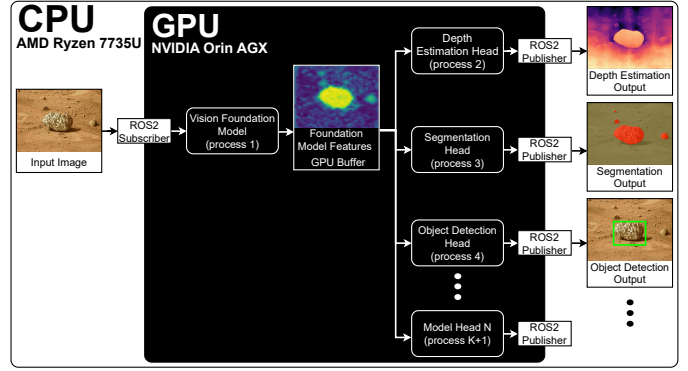 CPU
AMD Ryzen 7735U
GPU
NVIDIA Orin AGX
Input Image
ROS2
Subscriber
Vision Foundation
Model
(process 1)
Foundation
Model Features
GPU Buffer
Depth
Estimation Head
(process 2)
ROS2
Publisher
Depth Estimation
Output
Segmentation
Head
(process 3)
ROS2
Publisher
Segmentation
Output
Object Detection
Head
(process 4)
ROS2
Publisher
Object Detection
Output
Model Head N
(process K+1)
ROS2
Publisher